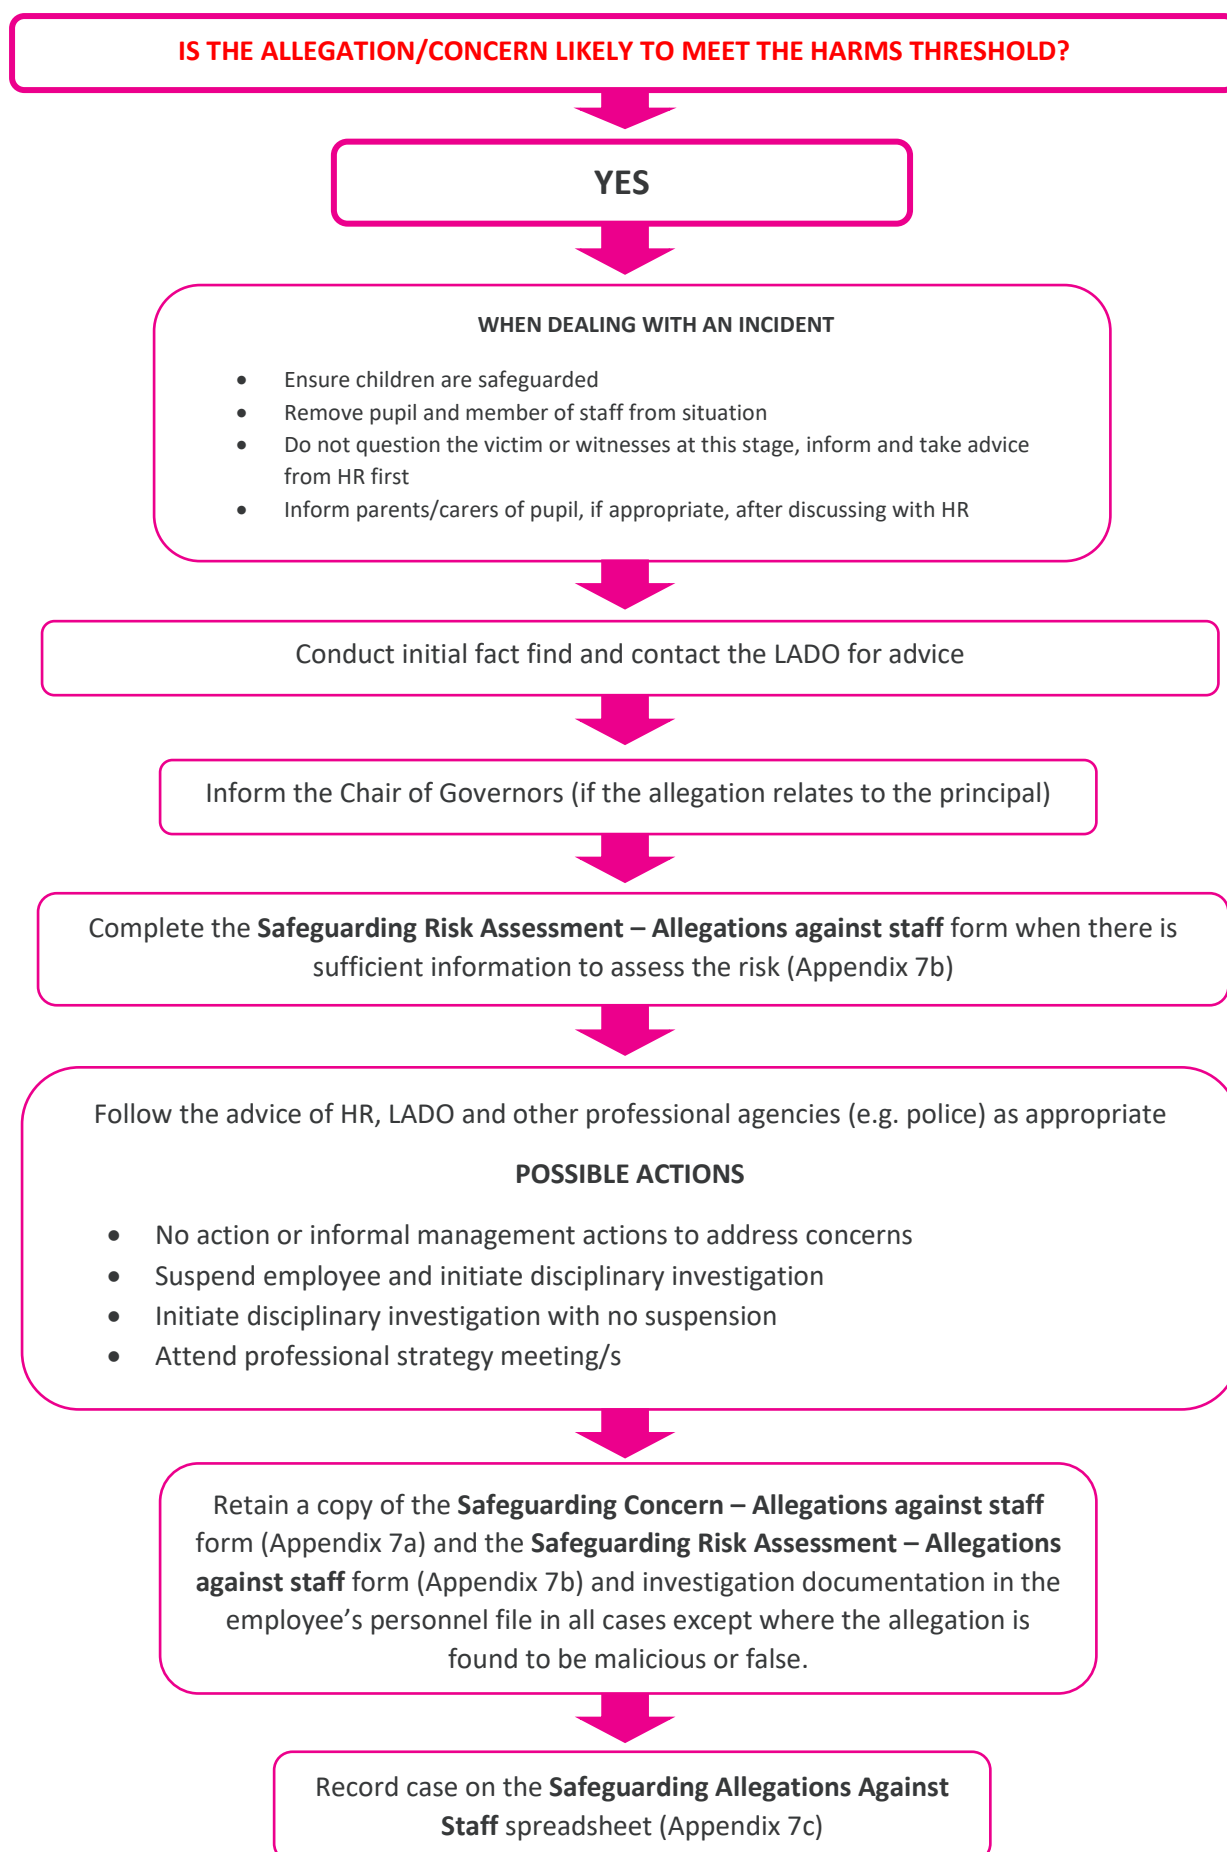 IS THE ALLEGATION/CONCERN LIKELY TO MEET THE HARMS THRESHOLD?
YES
WHEN DEALING WITH AN INCIDENT
• Ensure children are safeguarded
• Remove pupil and member of staff from situation
• Do not question the victim or witnesses at this stage, inform and take advice
from HR first
• Inform parents/carers of pupil, if appropriate, after discussing with HR
Conduct initial fact find and contact the LADO for advice
Inform the Chair of Governors (if the allegation relates to the principal)
Complete the Safeguarding Risk Assessment – Allegations against staff form when there is
sufficient information to assess the risk (Appendix 7b)
Follow the advice of HR, LADO and other professional agencies (e.g. police) as appropriate
POSSIBLE ACTIONS
• No action or informal management actions to address concerns
• Suspend employee and initiate disciplinary investigation
• Initiate disciplinary investigation with no suspension
• Attend professional strategy meeting/s
Retain a copy of the Safeguarding Concern – Allegations against staff
form (Appendix 7a) and the Safeguarding Risk Assessment – Allegations
against staff form (Appendix 7b) and investigation documentation in the
employee’s personnel file in all cases except where the allegation is
found to be malicious or false.
Record case on the Safeguarding Allegations Against
Staff spreadsheet (Appendix 7c)